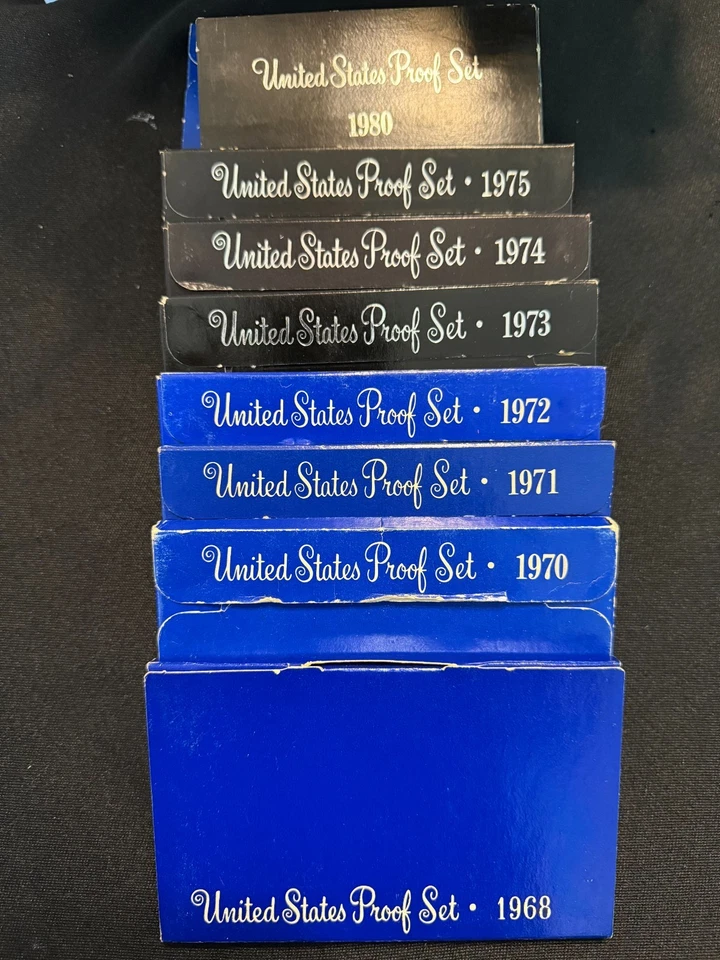 United States Proof Set
1980
United States Proof Set • 1975
United States Proof Set • 1974
United States Proof Set • 1973
United States Proof Set • 1972
United States Proof Set • 1971
United States Proof Set • 1970
United States Proof Set • 1968